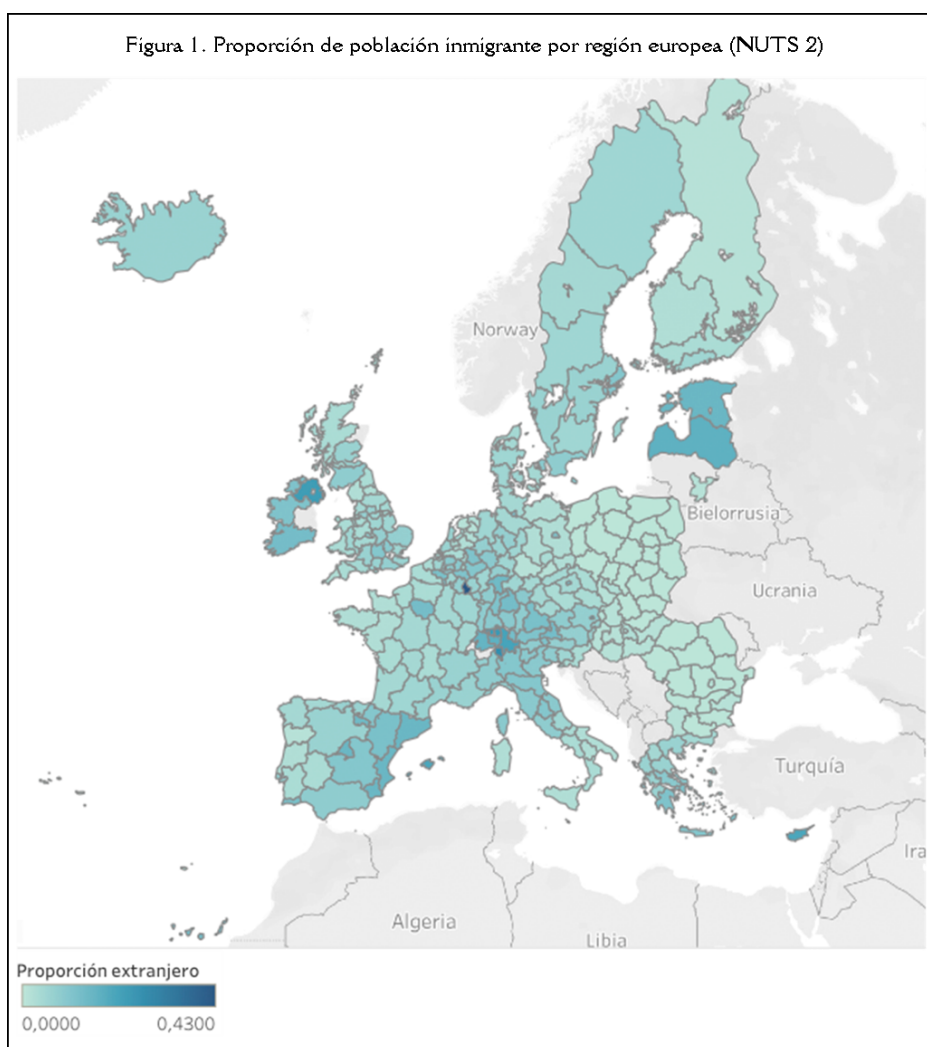 Figura 1. Proporción de población inmigrante por región europea (NUTS 2)
Norway
Bielorrusia
Ucrania
Turquía
Ira
Algeria
Libia
Proporción extranjero
0,0000 0,4300